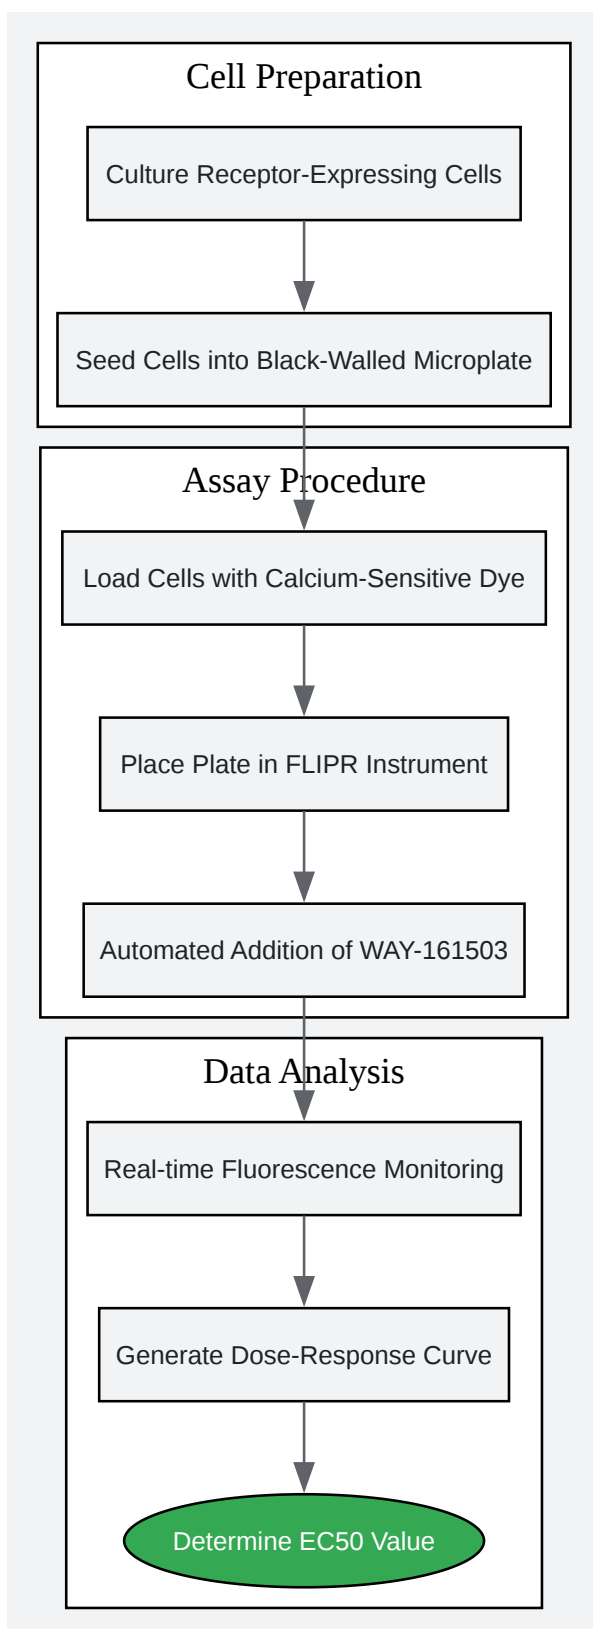 Cell Preparation
Culture Receptor-Expressing Cells
Seed Cells into Black-Walled Microplate
Assay Procedure
Load Cells with Calcium-Sensitive Dye
Place Plate in FLIPR Instrument
Automated Addition of WAY-161503
Data Analysis
Real-time Fluorescence Monitoring
Generate Dose-Response Curve
Determine EC50 Value